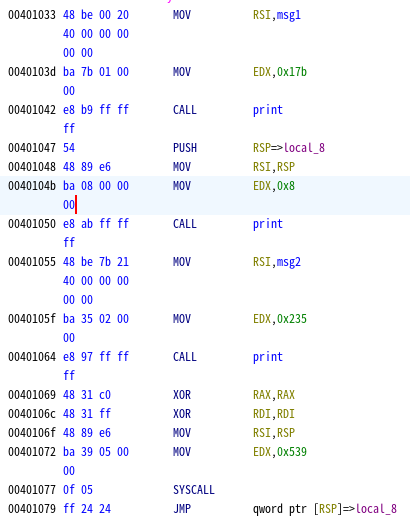 00401033 48 be 00 20 MOV RSI,msg1
40 00 00 00
00 00
0040103d ba 7b 01 00 MOV EDX,0x17b
00
00401042 e8 b9 ff ff CALL print
ff
00401047 54 PUSH RSP=>local_8
00401048 48 89 e6 MOV RSI,RSP
0040104b ba 08 00 00 MOV EDX,0x8
00
00401050 e8 ab ff ff CALL print
ff
00401055 48 be 7b 21 MOV RSI,msg2
40 00 00 00
00 00
0040105f ba 35 02 00 MOV EDX,0x235
00
00401064 e8 97 ff ff CALL print
ff
00401069 48 31 c0 XOR RAX,RAX
0040106c 48 31 ff XOR RDI,RDI
0040106f 48 89 e6 MOV RSI,RSP
00401072 ba 39 05 00 MOV EDX,0x539
00
00401077 0f 05 SYSCALL
00401079 ff 24 24 JMP qword ptr [RSP]=>local_8